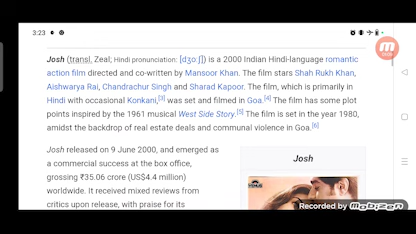 3:23
Josh (transl. Zeal; Hindi pronunciation: [dʒoːʃ]) is a 2000 Indian Hindi-language romantic
action film directed and co-written by Mansoor Khan. The film stars Shah Rukh Khan,
Aishwarya Rai, Chandrachur Singh and Sharad Kapoor. The film, which is primarily in
Hindi with occasional Konkani,[3] was set and filmed in Goa.[4] The film has some plot
points inspired by the 1961 musical West Side Story.[5] The film is set in the year 1980,
amidst the backdrop of real estate deals and communal violence in Goa.[6]
Josh released on 9 June 2000, and emerged as
a commercial success at the box office,
grossing ₹35.06 crore (US$4.4 million)
worldwide. It received mixed reviews from
critics upon release, with praise for its
Josh
VENUS
Recorded by mobizen